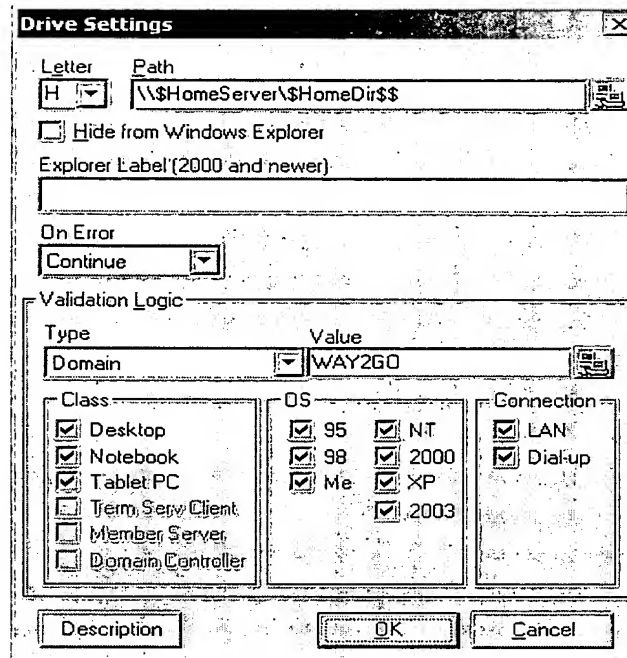 Drive Settings
Letter Path
H \\$HomeServer\$HomeDir$$
Hide from Windows Explorer
Explorer Label (2000 and newer)
On Error
Continue
Validation Logic
Type Value
Domain WAY2GO
Class OS Connection
Desktop 95 NT LAN
Notebook 98 2000 Dial-up
Tablet PC Me XP
Term Serv Client 2003
Member Server
Domain Controller
Description OK Cancel